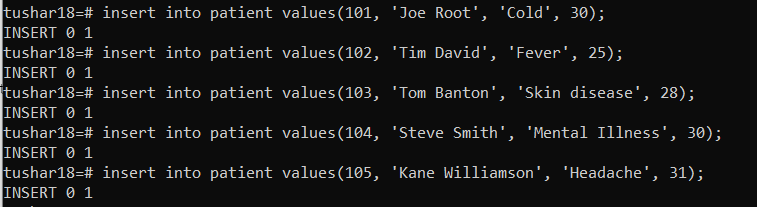 tushar18=# insert into patient values(101, 'Joe Root', 'Cold', 30);
INSERT 0 1
tushar18=# insert into patient values(102, 'Tim David', 'Fever', 25);
INSERT 0 1
tushar18=# insert into patient values(103, 'Tom Banton', 'Skin disease', 28);
INSERT 0 1
tushar18=# insert into patient values(104, 'Steve Smith', 'Mental Illness', 30);
INSERT 0 1
tushar18=# insert into patient values(105, 'Kane Williamson', 'Headache', 31);
INSERT 0 1